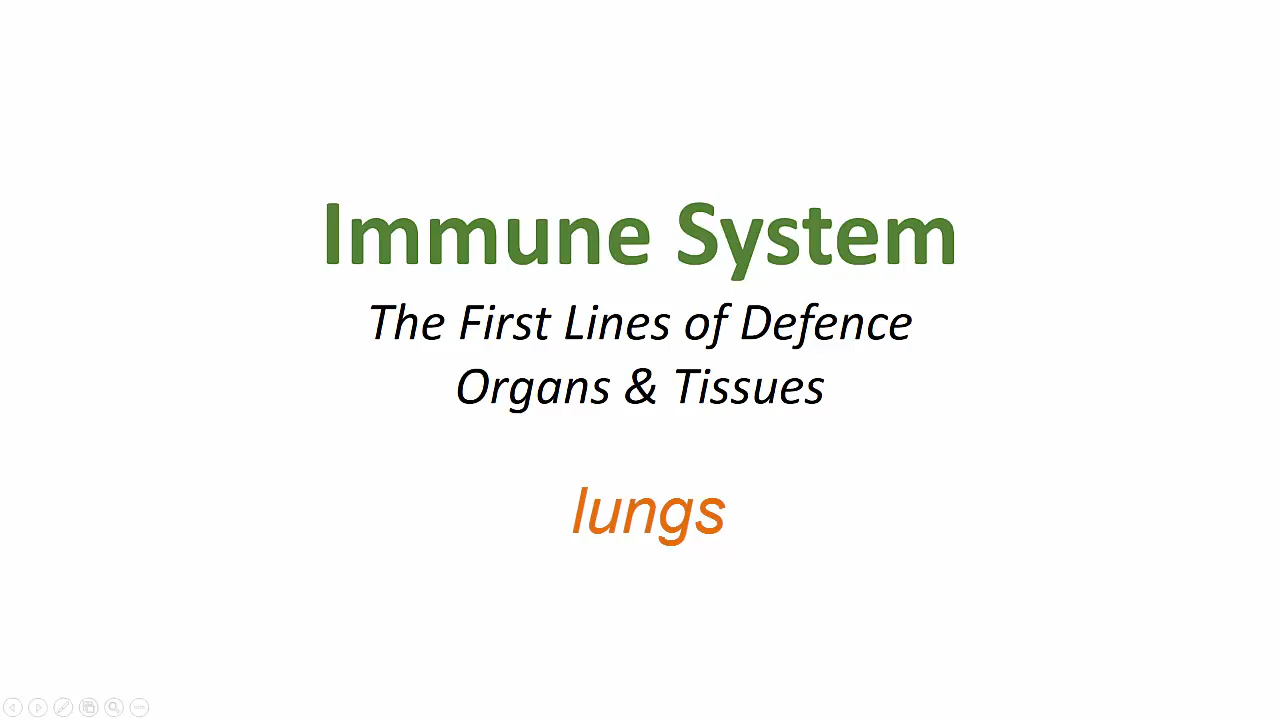 Immune System
The First Lines of Defence
Organs & Tissues
lungs